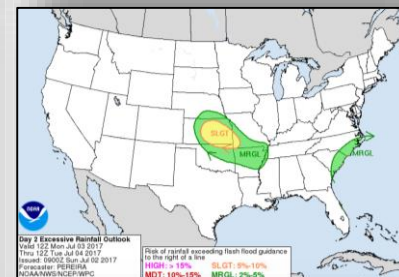 SLGT
MRGL
MRGL
NOAA
Day 2 Excessive Rainfall Outlook
Valid 12Z Mon Jul 03 2017
Thru 12Z Tue Jul 04 2017
Issued: 0900Z Sun Jul 02 2017
Forecaster: PEREIRA
NOAA/NWS/NCEP/WPC
Risk of rainfall exceeding flash flood guidance
to the right of a line
HIGH: > 15% SLGT: 5%-10%
MDT: 10%-15% MRGL: 2%-5%